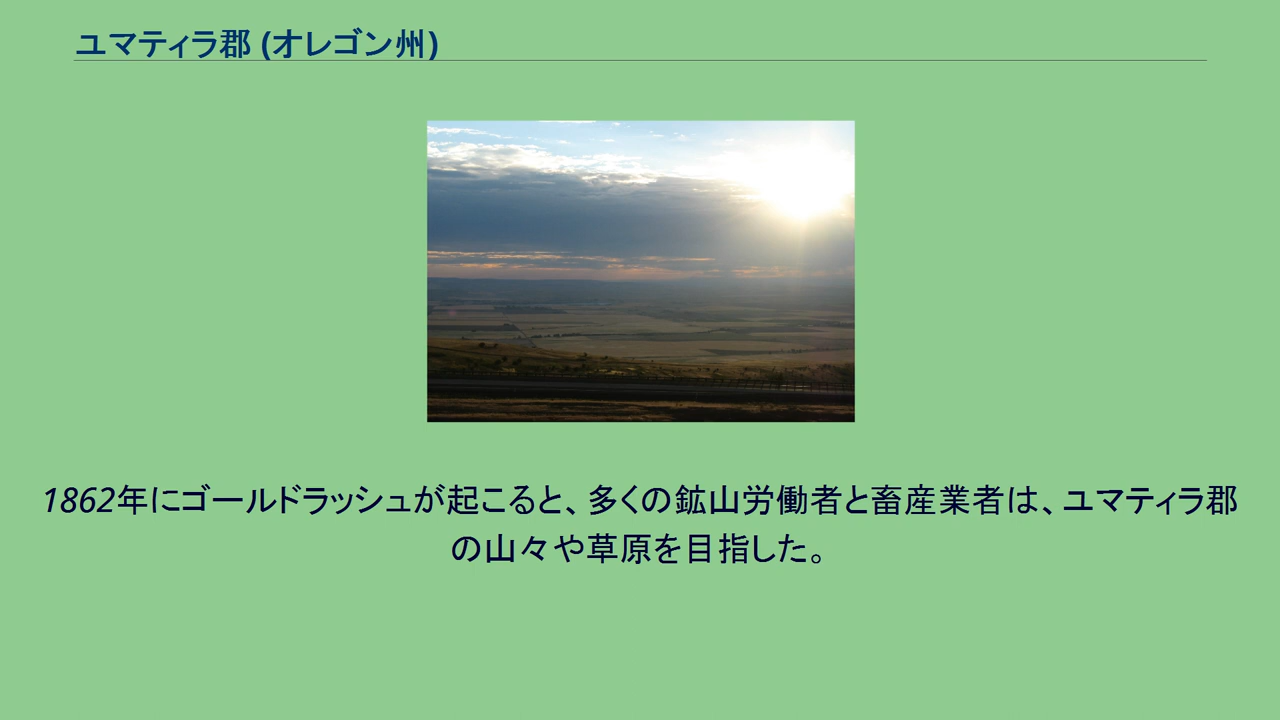 ユマティラ郡 (オレゴン州)
1862年にゴールドラッシュが起こると、多くの鉱山労働者と畜産業者は、ユマティラ郡
の山々や草原を目指した。